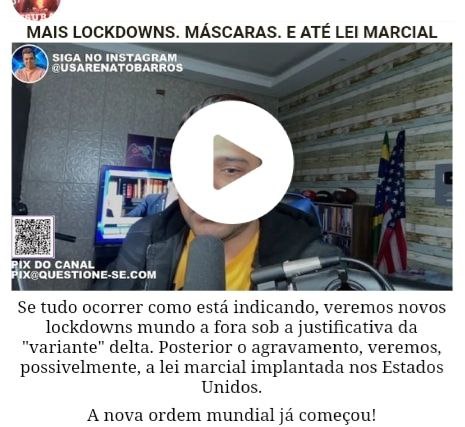 MAIS LOCKDOWNS. MÁSCARAS. E ATÉ LEI MARCIAL
SIGA NO INSTAGRAM
@USARENATOBARROS
PIX DO CANAL
PIX@QUESTIONE-SE.COM
Se tudo ocorrer como está indicando, veremos novos
lockdowns mundo a fora sob a justificativa da
"variante" delta. Posterior o agravamento, veremos,
possivelmente, a lei marcial implantada nos Estados
Unidos.
A nova ordem mundial já começou!